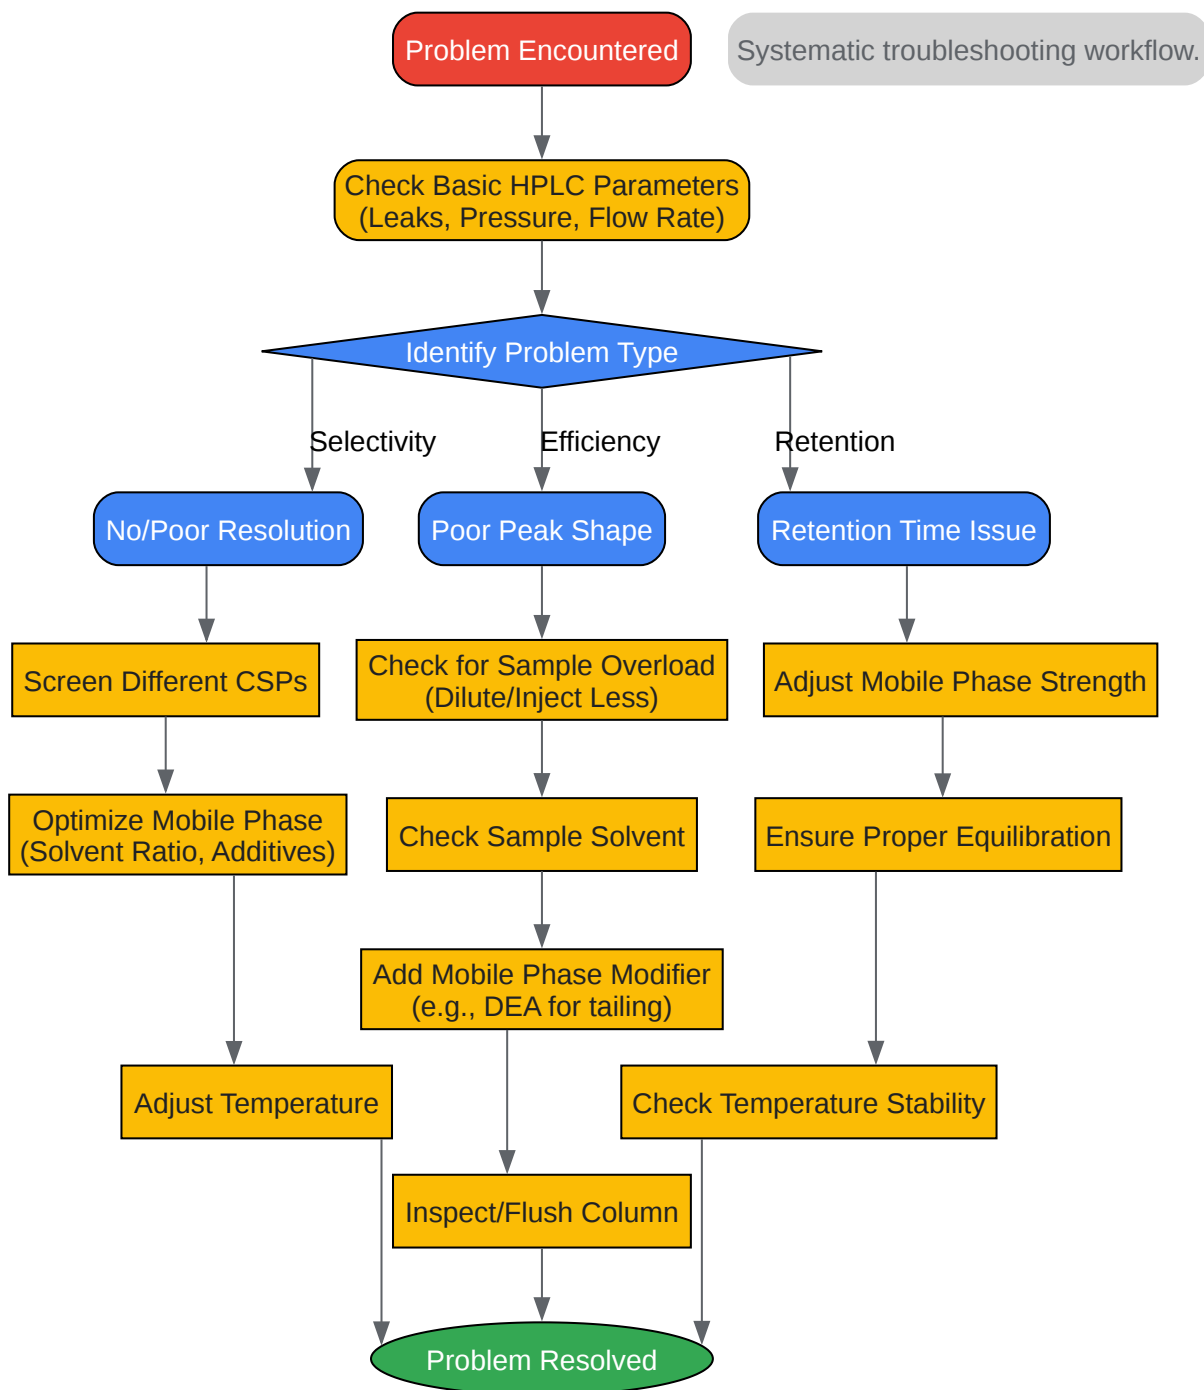 Problem Encountered
Systematic troubleshooting workflow.
Check Basic HPLC Parameters
(Leaks, Pressure, Flow Rate)
Identify Problem Type
Selectivity
Efficiency
Retention
No/Poor Resolution
Poor Peak Shape
Retention Time Issue
Screen Different CSPs
Check for Sample Overload
(Dilute/Inject Less)
Adjust Mobile Phase Strength
Optimize Mobile Phase
(Solvent Ratio, Additives)
Check Sample Solvent
Ensure Proper Equilibration
Add Mobile Phase Modifier
(e.g., DEA for tailing)
Adjust Temperature
Check Temperature Stability
Inspect/Flush Column
Problem Resolved